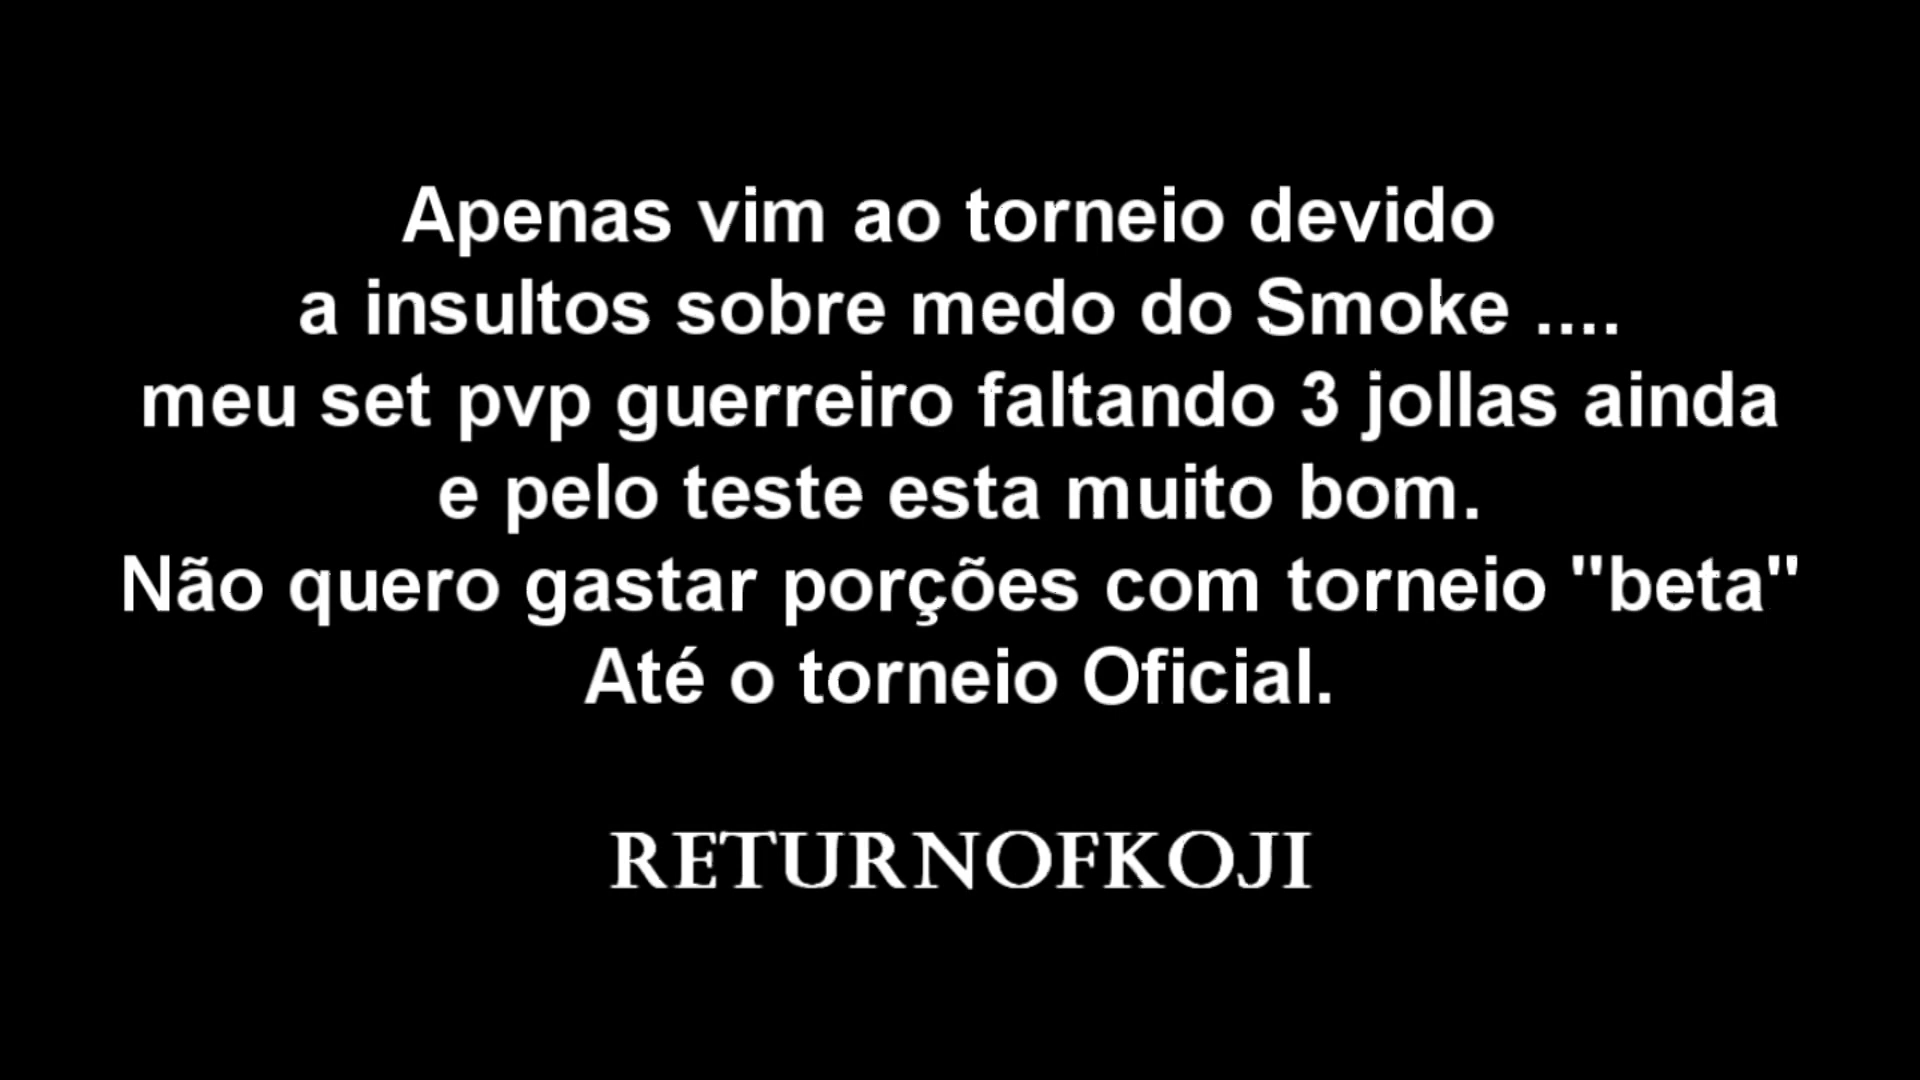 Apenas vim ao torneio devido
a insultos sobre medo do Smoke ....
meu set pvp guerreiro faltando 3 jollas ainda
e pelo teste esta muito bom.
Não quero gastar porções com torneio "beta"
Até o torneio Oficial.
RETURNOFKOJI